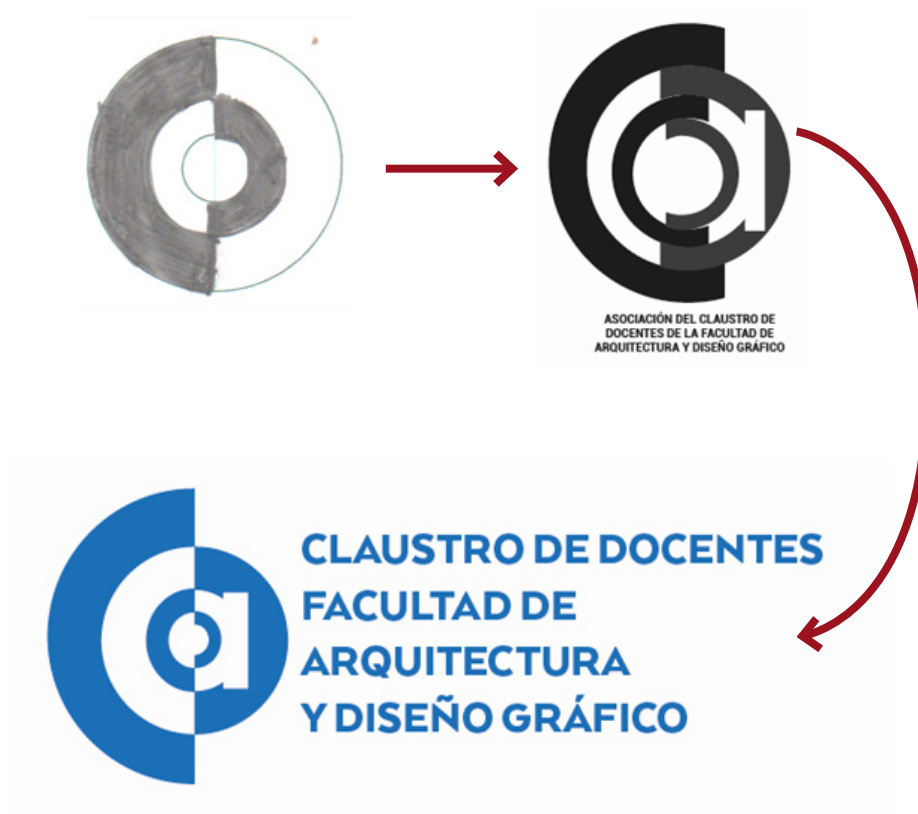 ASOCIACIÓN DEL CLAUSTRO DE
DOCENTES DE LA FACULTAD DE
ARQUITECTURA Y DISEÑO GRÁFICO
a
CLAUSTRO DE DOCENTES
FACULTAD DE
ARQUITECTURA
Y DISEÑO GRÁFICO